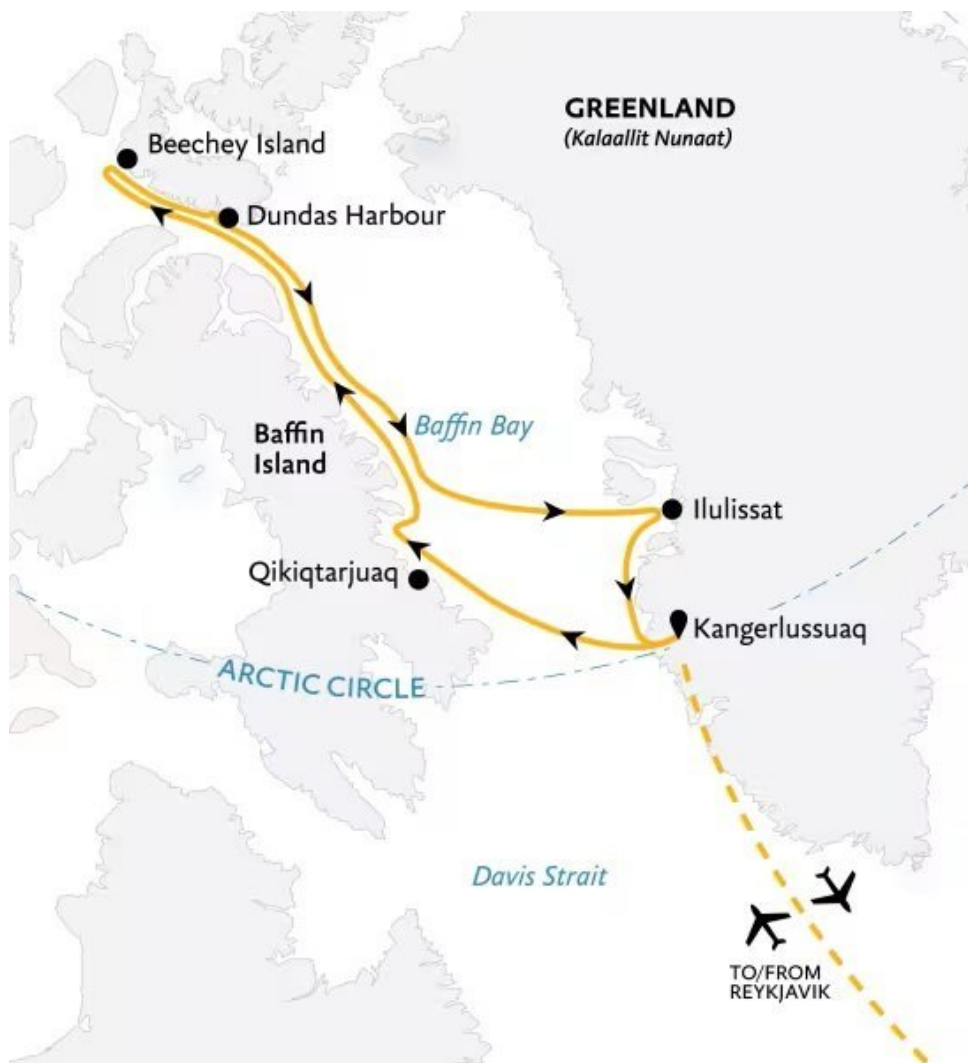 GREENLAND
(Kalaallit Nunaat)
Beechey Island
Dundas Harbour
Baffin Bay
Baffin
Island
Ilulissat
Qikiqtarjuaq
Kangerlussuaq
ARCTIC CIRCLE
Davis Strait
TO/FROM
REYKJAVIK